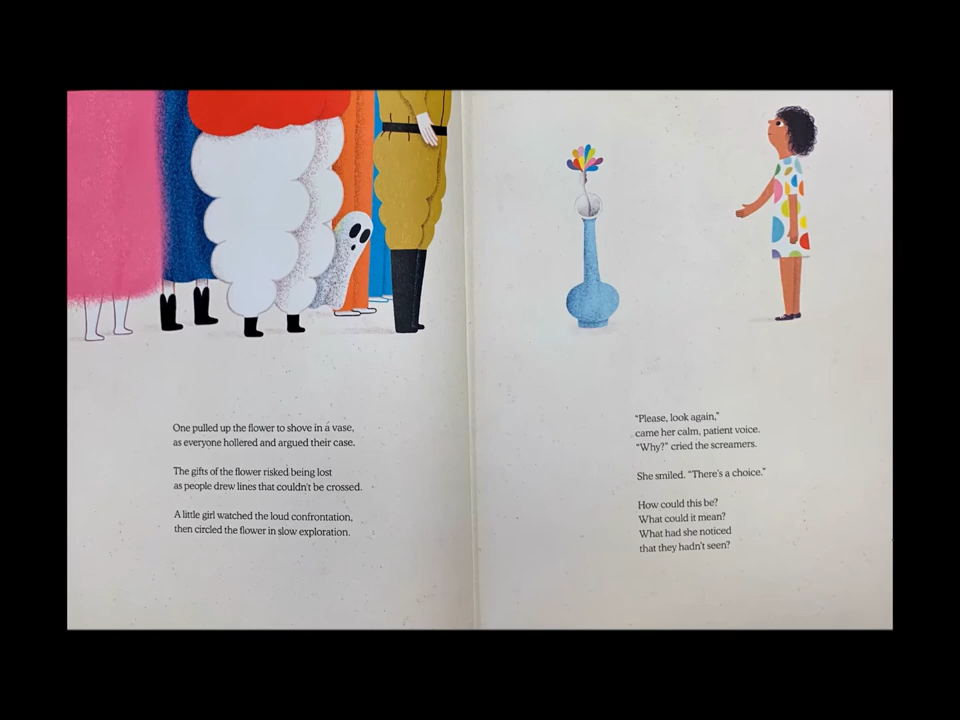 One pulled up the flower to shove in a vase,
as everyone hollered and argued their case.
The gifts of the flower risked being lost
as people drew lines that couldn't be crossed.
A little girl watched the loud confrontation,
then circled the flower in slow exploration.
“Please, look again,”
came her calm, patient voice.
“Why?” cried the screamers.
She smiled. “There's a choice.”
How could this be?
What could it mean?
What had she noticed
that they hadn't seen?